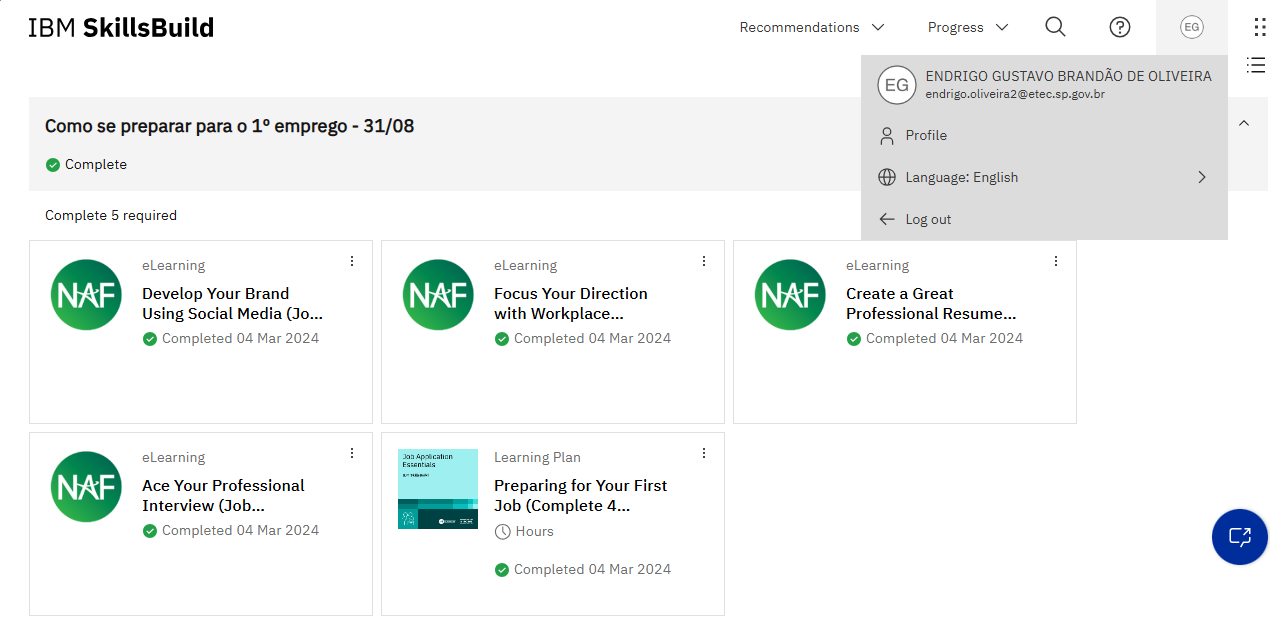 IBM SkillsBuild
Recommendations
Progress
EG
EG
ENDRIGO GUSTAVO BRANDÃO DE OLIVEIRA
endrigo.oliveira2@etec.sp.gov.br
Profile
Language: English
Log out
Como se preparar para o 1º emprego - 31/08
Complete
Complete 5 required
NAF
eLearning
Develop Your Brand
Using Social Media (Jo...
Completed 04 Mar 2024
NAF
eLearning
Focus Your Direction
with Workplace...
Completed 04 Mar 2024
NAF
eLearning
Create a Great
Professional Resume...
Completed 04 Mar 2024
NAF
eLearning
Ace Your Professional
Interview (Job...
Completed 04 Mar 2024
Job Application
Essentials
Learning Plan
Preparing for Your First
Job (Complete 4...
Hours
Completed 04 Mar 2024